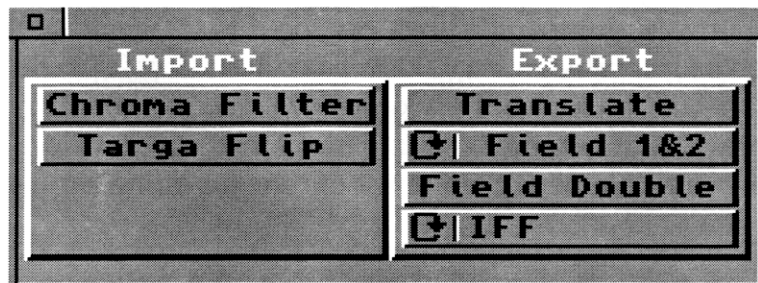 Import
Chroma Filter
Targa Flip
Export
Translate
Field 1&2
Field Double
IFF